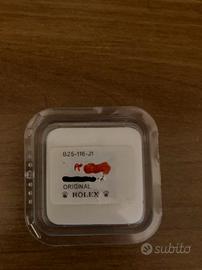 B25-116-J1
ORIGINAL
ROLEX
subito